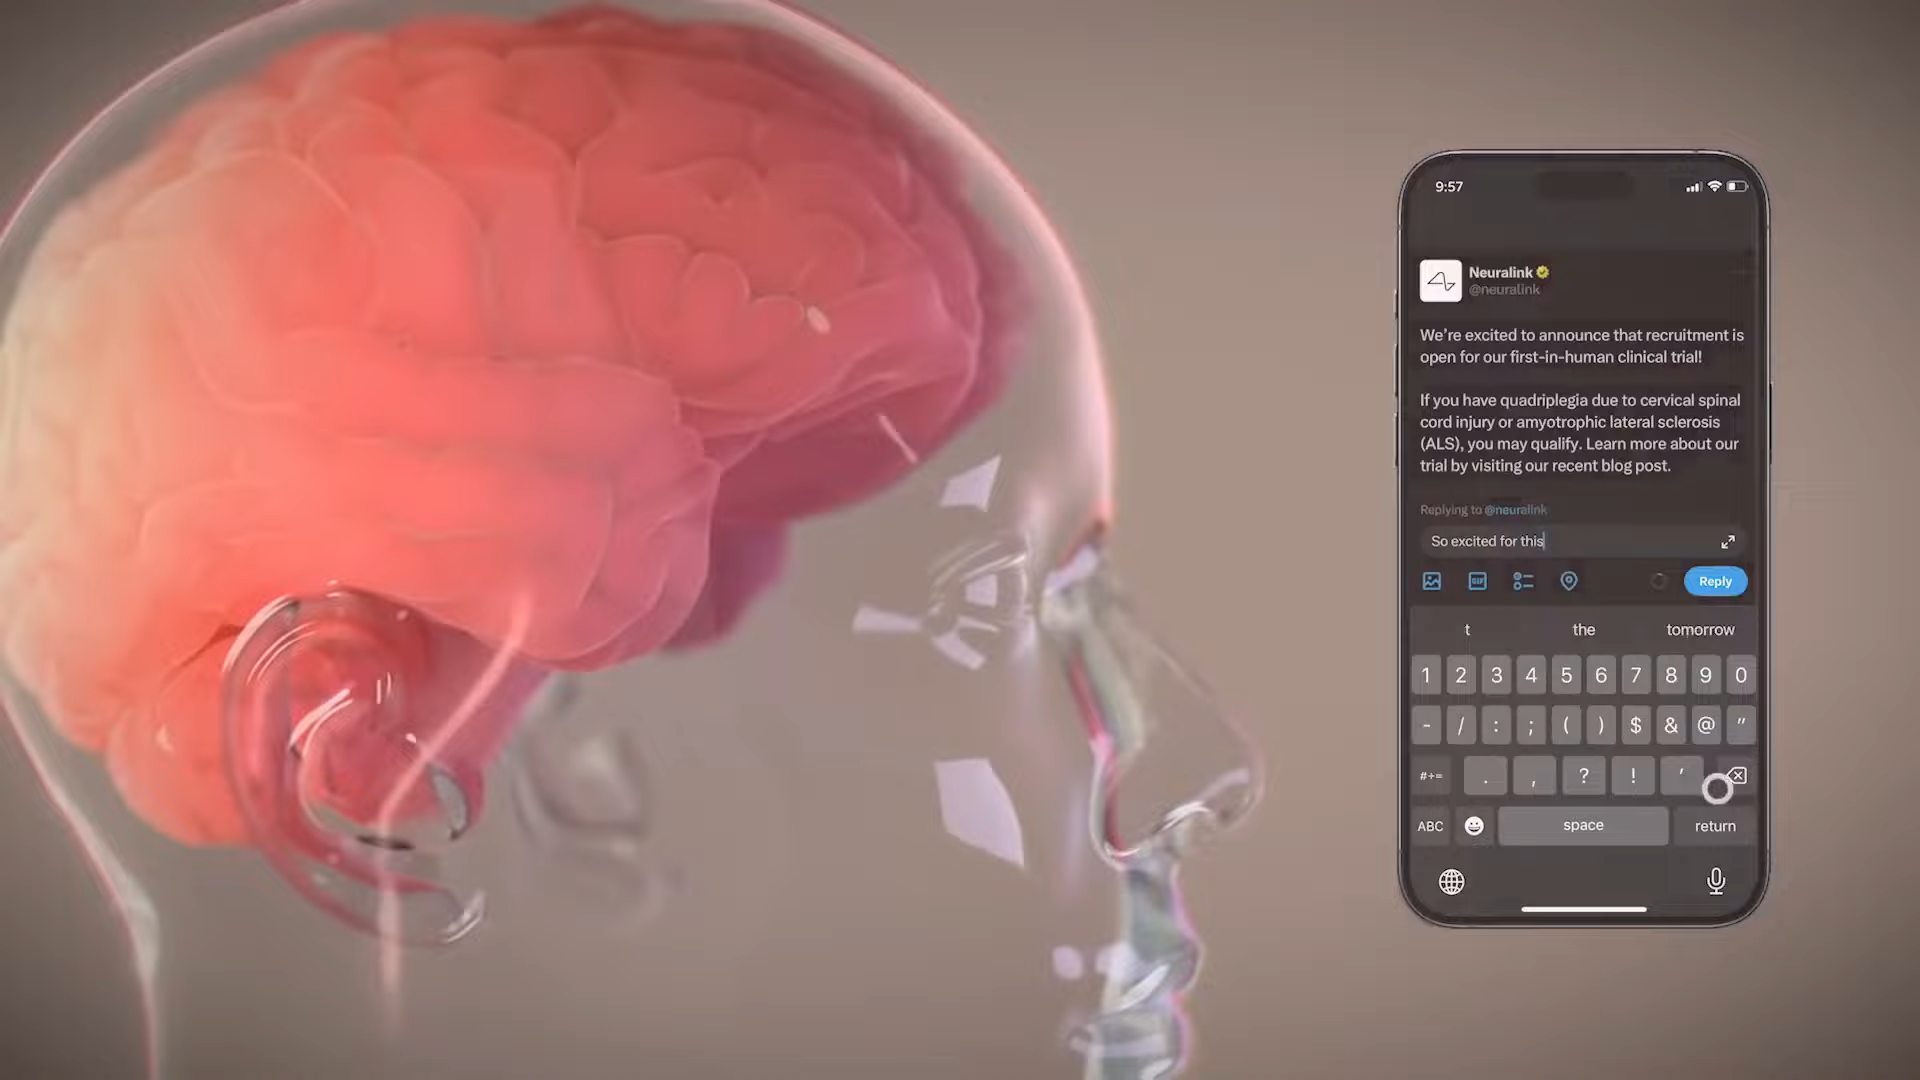 9:57
Neuralink
@neuralink
We're excited to announce that recruitment is
open for our first-in-human clinical trial!
If you have quadriplegia due to cervical spinal
cord injury or amyotrophic lateral sclerosis
(ALS), you may qualify. Learn more about our
trial by visiting our recent blog post.
Replying to @neuralink
So excited for this
GIF
Reply
t the tomorrow
1 2 3 4 5 6 7 8 9 0
- / : ; ( ) $ & @ "
#+= . , ? ! '
ABC space return